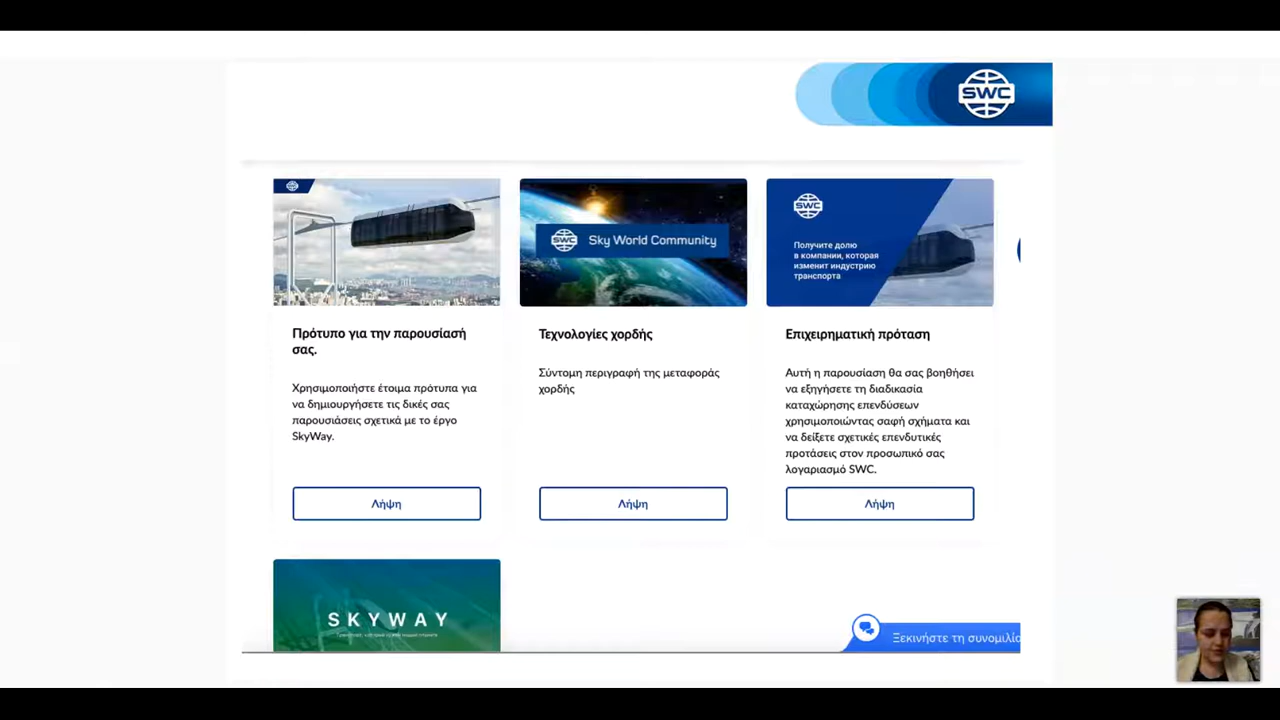 SWC
SWC
Sky World Community
SWC
Получите долю
в компании, которая
изменит индустрию
транспорта
Πρότυπο για την παρουσίασή
σας.
Χρησιμοποιήστε έτοιμα πρότυπα για
να δημιουργήσετε τις δικές σας
παρουσιάσεις σχετικά με το έργο
SkyWay.
Λήψη
Τεχνολογίες χορδής
Σύντομη περιγραφή της μεταφοράς
χορδής
Λήψη
Επιχειρηματική πρόταση
Αυτή η παρουσίαση θα σας βοηθήσει
να εξηγήσετε τη διαδικασία
καταχώρησης επενδύσεων
χρησιμοποιώντας σαφή σχήματα και
να δείξετε σχετικές επενδυτικές
προτάσεις στον προσωπικό σας
λογαριασμό SWC.
Λήψη
SKYWAY
Ξεκινήστε τη συνομιλία